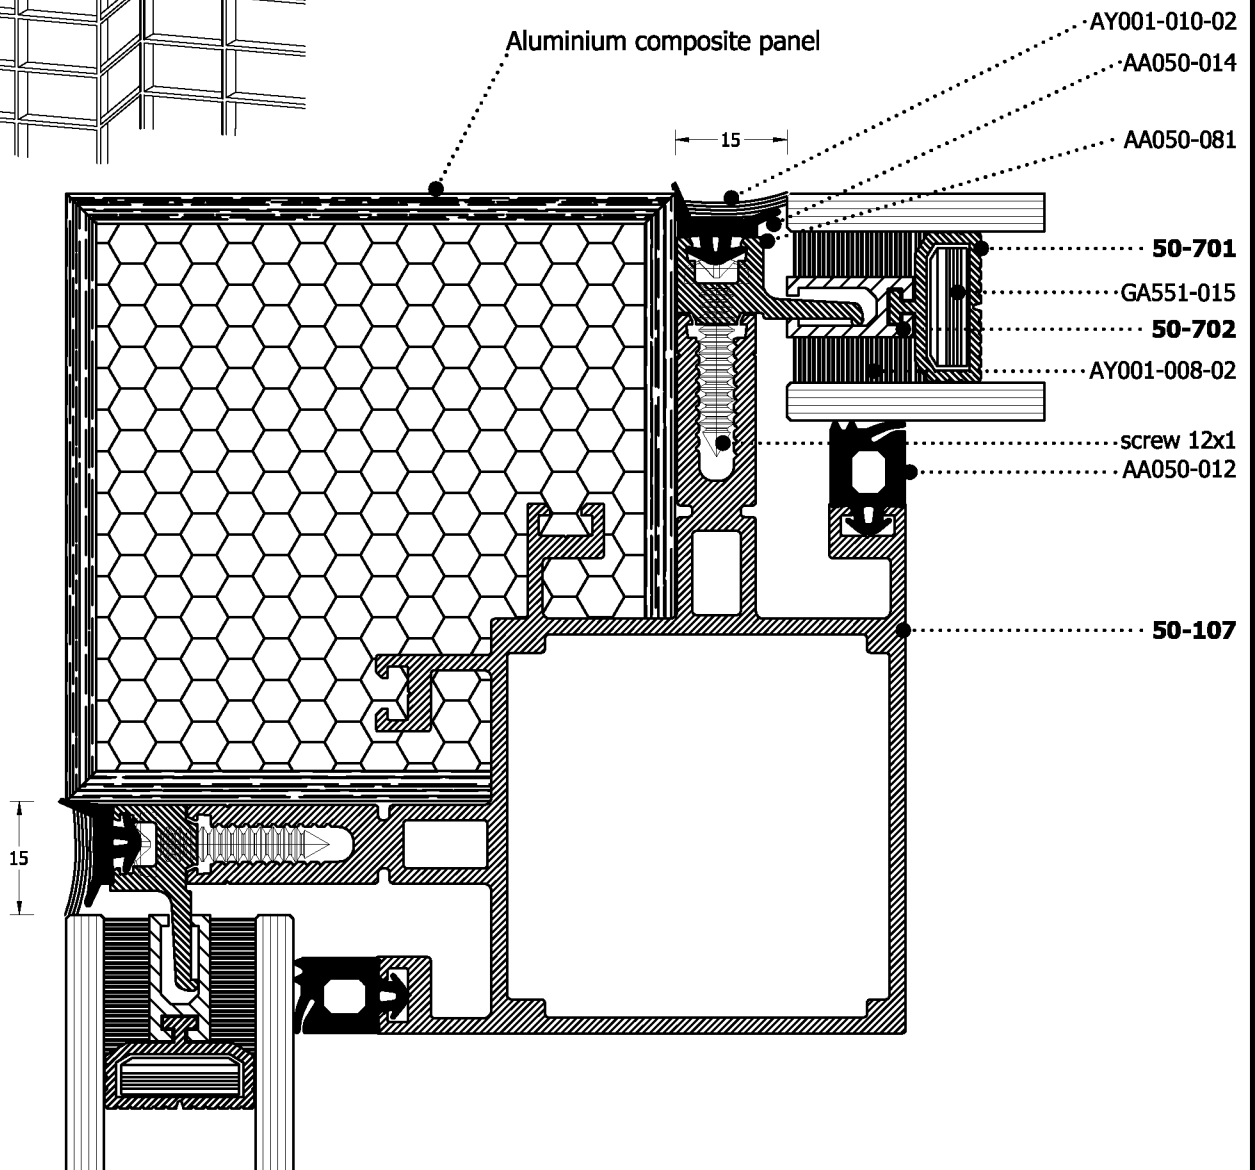 AY001-010-02
Aluminium composite panel
AA050-014
15
AA050-081
50-701
GA551-015
50-702
AY001-008-02
screw 12x1
AA050-012
50-107
15